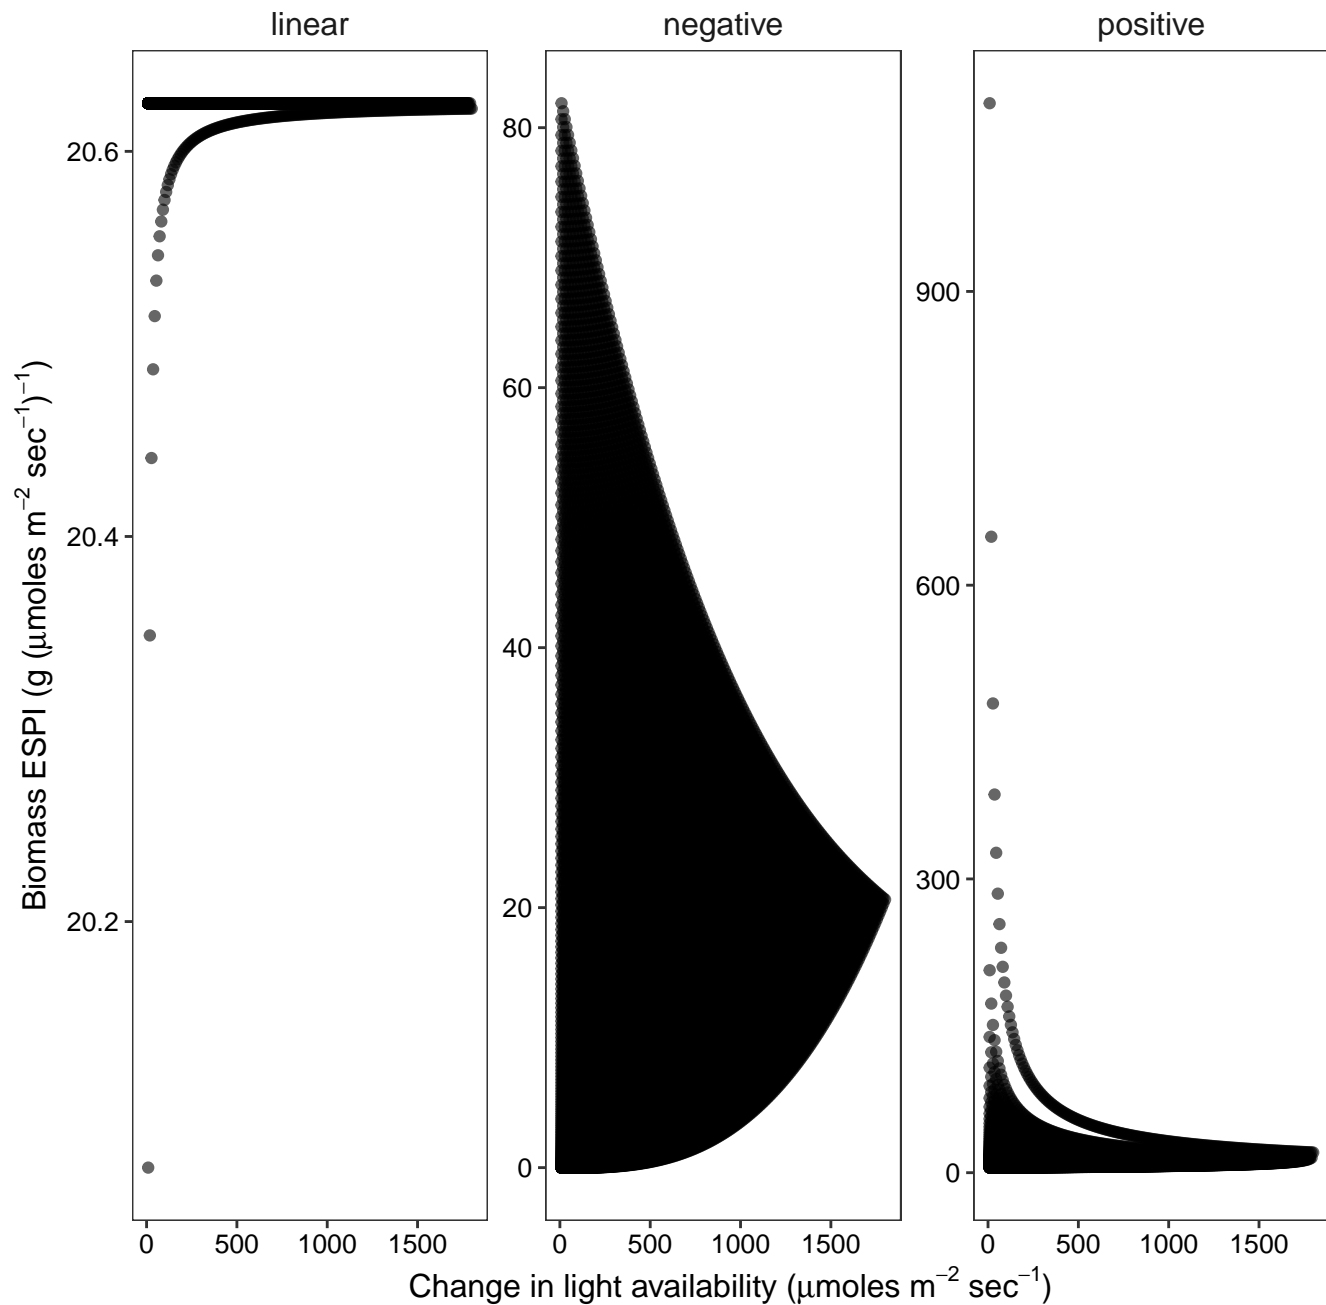 linear negative positive
Biomass ESPI (g (μmoles m⁻² sec⁻¹)⁻¹)
20.6
20.4
20.2
80
60
40
20
0
900
600
300
0
0 500 1000 1500
0 500 1000 1500
0 500 1000 1500
Change in light availability (μmoles m⁻² sec⁻¹)